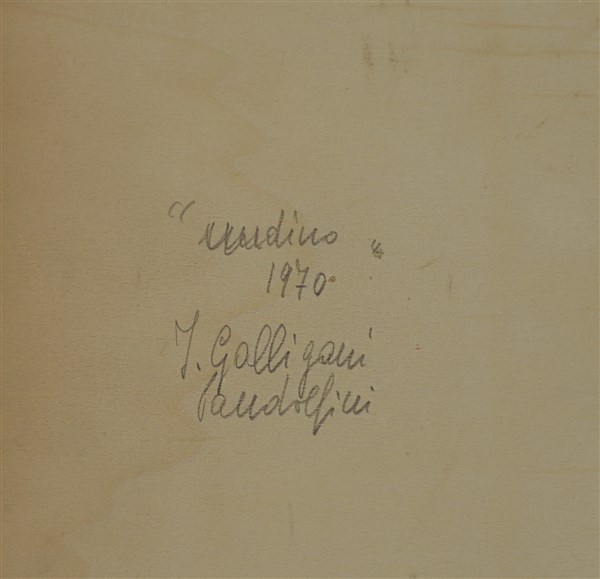 "nudino"
1970
J. Galligani
Pandolfini